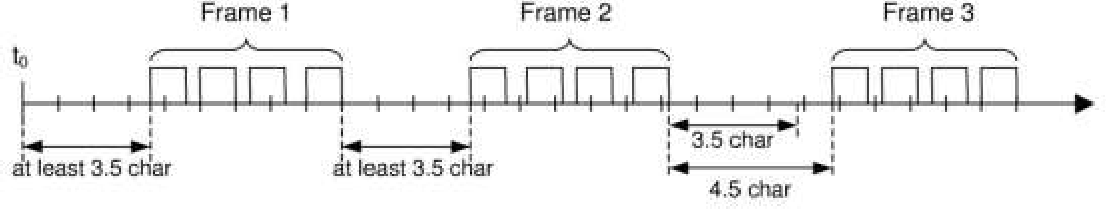 Frame 1
Frame 2
Frame 3
t0
at least 3.5 char
at least 3.5 char
3.5 char
4.5 char